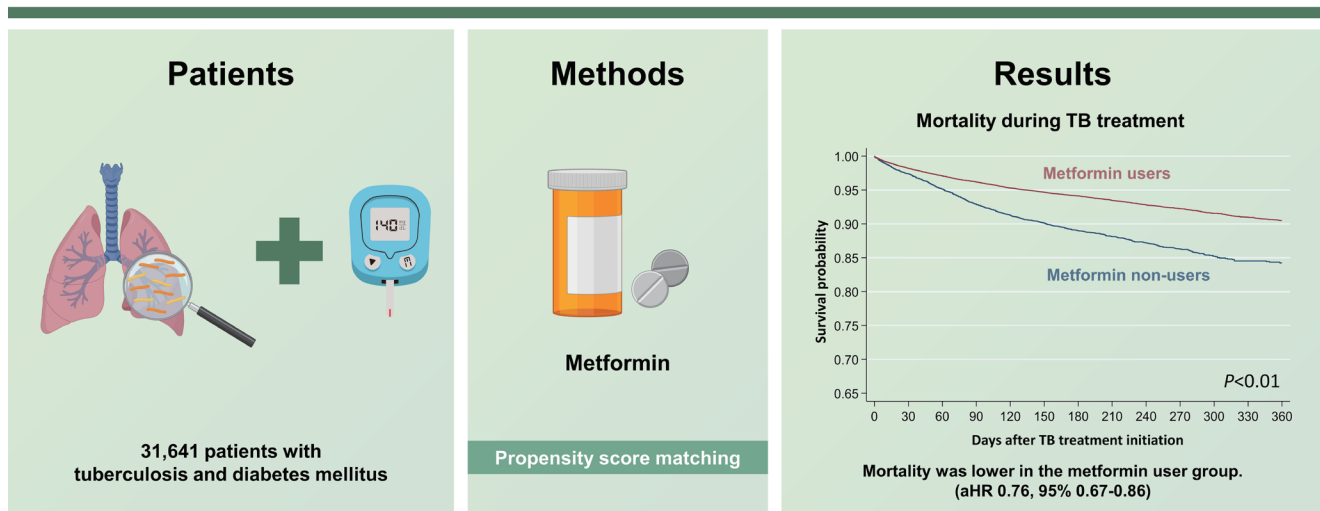 Patients
140
31,641 patients with
tuberculosis and diabetes mellitus
Methods
Metformin
Propensity score matching
Results
Mortality during TB treatment
Survival probability
1.00
0.95
0.90
0.85
0.80
0.75
0.70
0.65
Metformin users
Metformin non-users
P<0.01
0 30 60 90 120 150 180 210 240 270 300 330 360
Days after TB treatment initiation
Mortality was lower in the metformin user group.
(aHR 0.76, 95% 0.67-0.86)